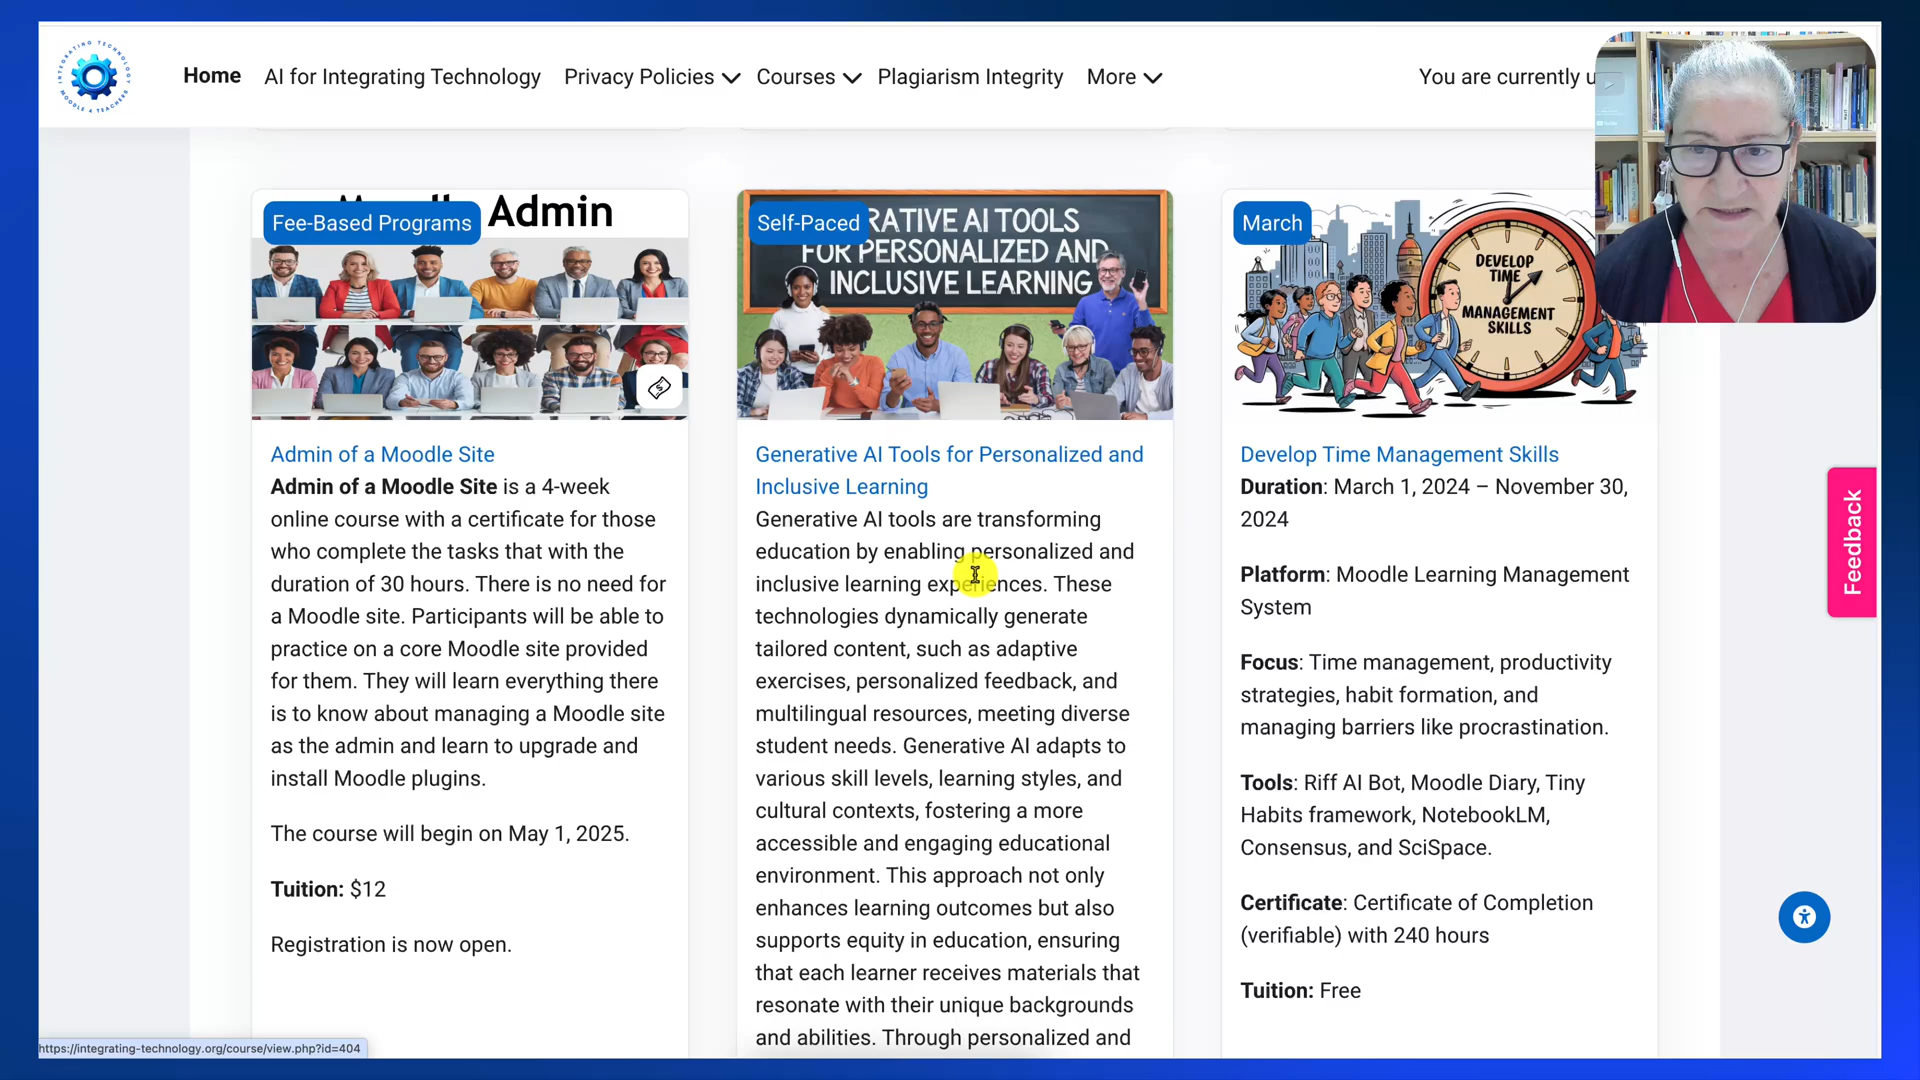 INTEGRATING TECHNOLOGY
MOODLE 4 TEACHERS
Home
AI for Integrating Technology
Privacy Policies
Courses
Plagiarism Integrity
More
You are currently u
Admin
Fee-Based Programs
Admin of a Moodle Site
Admin of a Moodle Site is a 4-week
online course with a certificate for those
who complete the tasks that with the
duration of 30 hours. There is no need for
a Moodle site. Participants will be able to
practice on a core Moodle site provided
for them. They will learn everything there
is to know about managing a Moodle site
as the admin and learn to upgrade and
install Moodle plugins.
The course will begin on May 1, 2025.
Tuition: $12
Registration is now open.
Self-Paced
RATIVE AI TOOLS
FOR PERSONALIZED AND
INCLUSIVE LEARNING
Generative AI Tools for Personalized and
Inclusive Learning
Generative AI tools are transforming
education by enabling personalized and
inclusive learning experiences. These
technologies dynamically generate
tailored content, such as adaptive
exercises, personalized feedback, and
multilingual resources, meeting diverse
student needs. Generative AI adapts to
various skill levels, learning styles, and
cultural contexts, fostering a more
accessible and engaging educational
environment. This approach not only
enhances learning outcomes but also
supports equity in education, ensuring
that each learner receives materials that
resonate with their unique backgrounds
and abilities. Through personalized and
March
DEVELOP
TIME
MANAGEMENT
SKILLS
Develop Time Management Skills
Duration: March 1, 2024 – November 30,
2024
Platform: Moodle Learning Management
System
Focus: Time management, productivity
strategies, habit formation, and
managing barriers like procrastination.
Tools: Riff AI Bot, Moodle Diary, Tiny
Habits framework, NotebookLM,
Consensus, and SciSpace.
Certificate: Certificate of Completion
(verifiable) with 240 hours
Tuition: Free
Feedback
https://integrating-technology.org/course/view.php?id=404